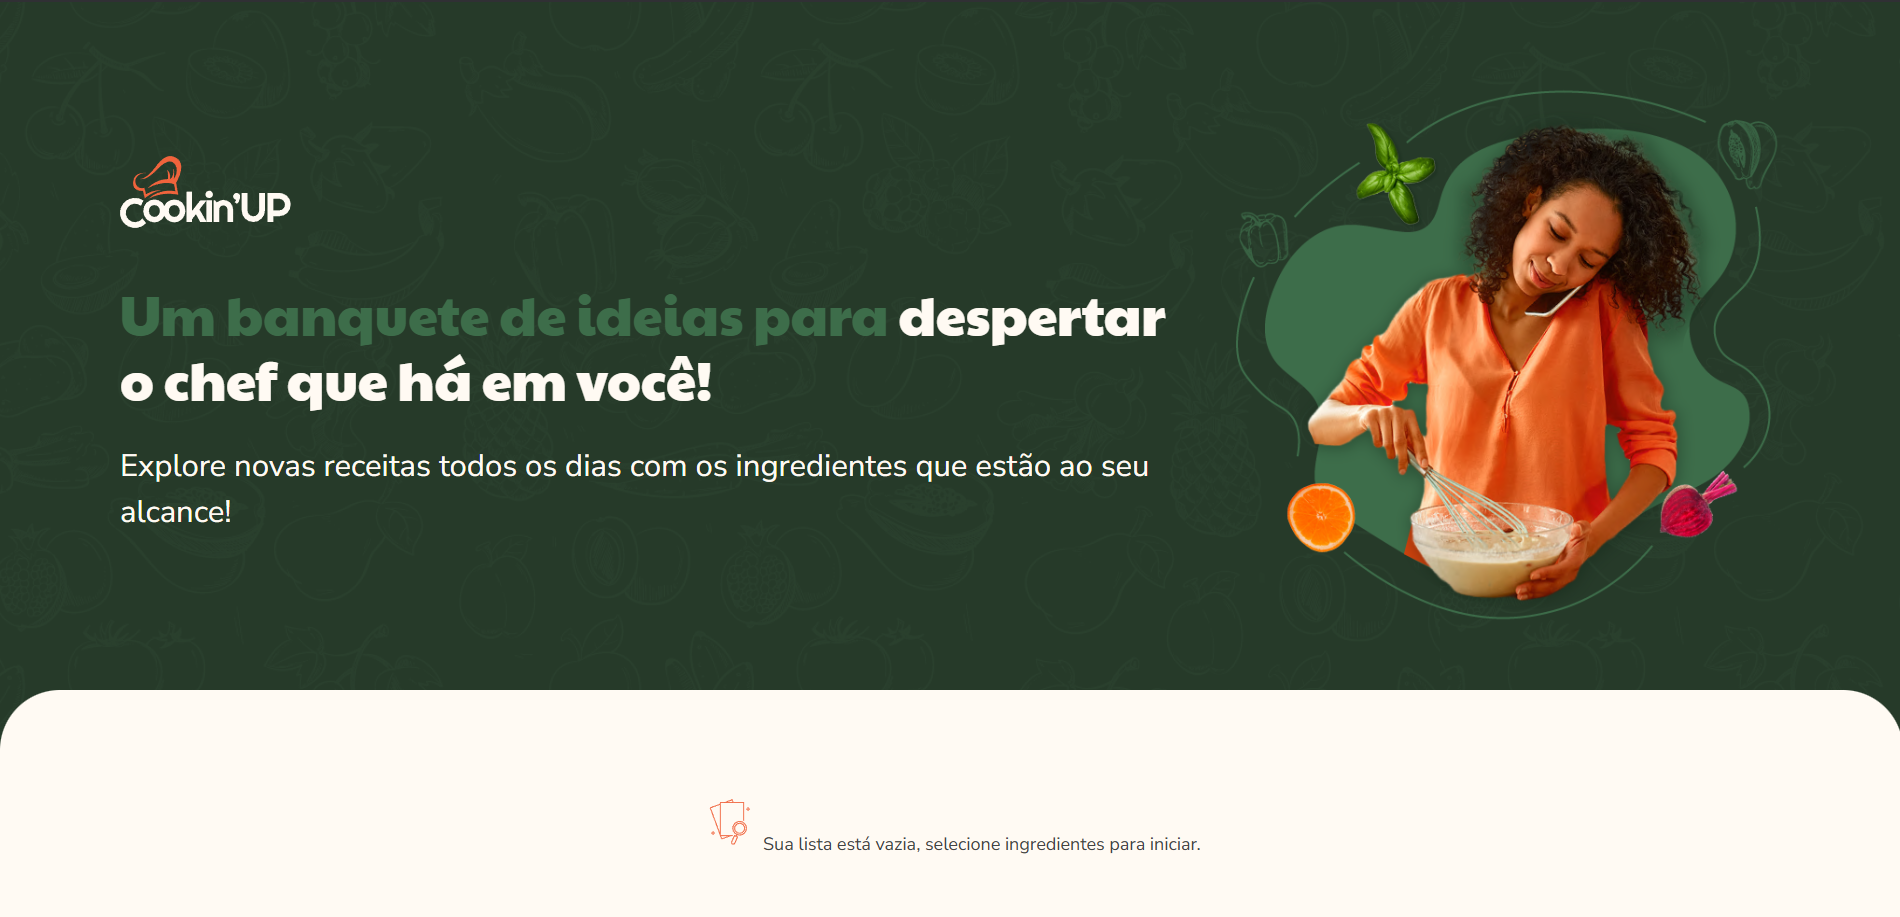 Cookin'UP
Um banquete de ideias para despertar
o chef que há em você!
Explore novas receitas todos os dias com os ingredientes que estão ao seu
alcance!
Sua lista está vazia, selecione ingredientes para iniciar.